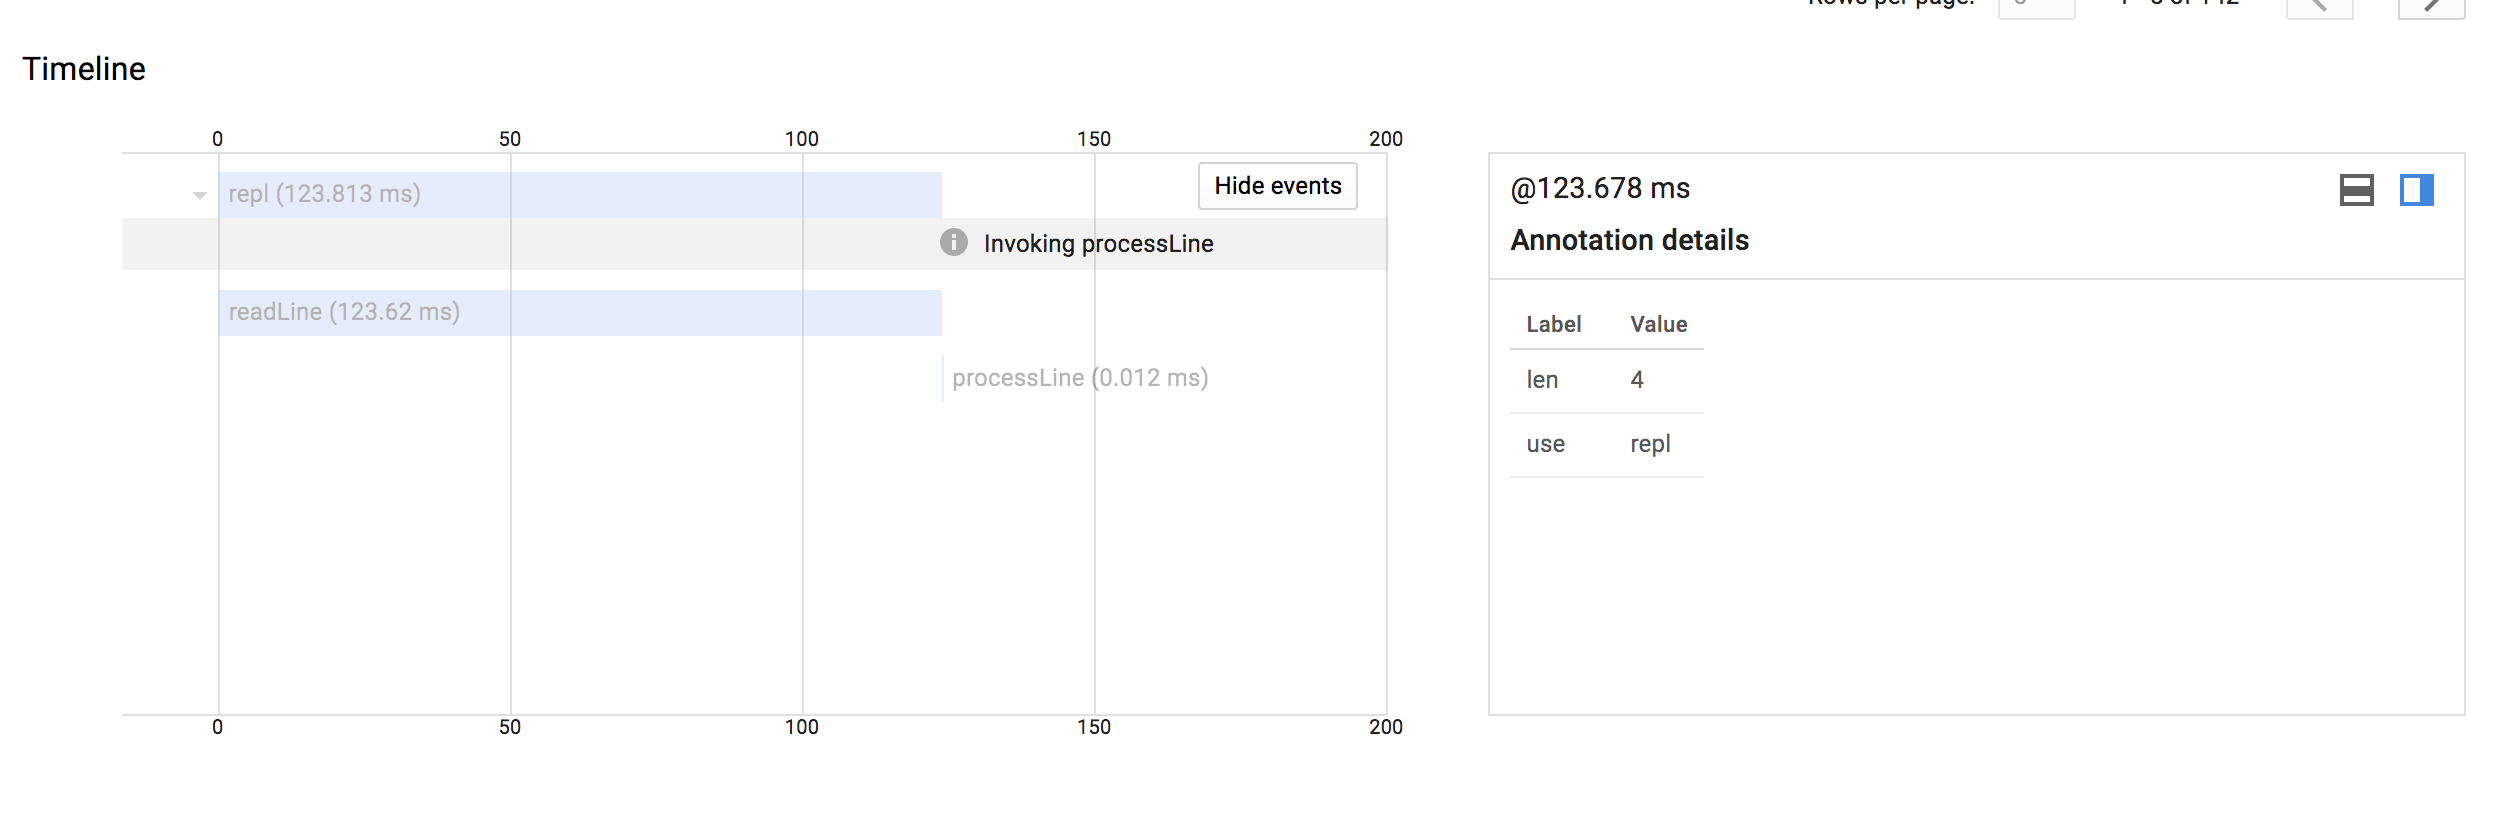 Rows per page:
Timeline
0 50 100 150 200
repl (123.813 ms)
Hide events
Invoking processLine
readLine (123.62 ms)
processLine (0.012 ms)
0 50 100 150 200
@123.678 ms
Annotation details
Label Value
len 4
use repl